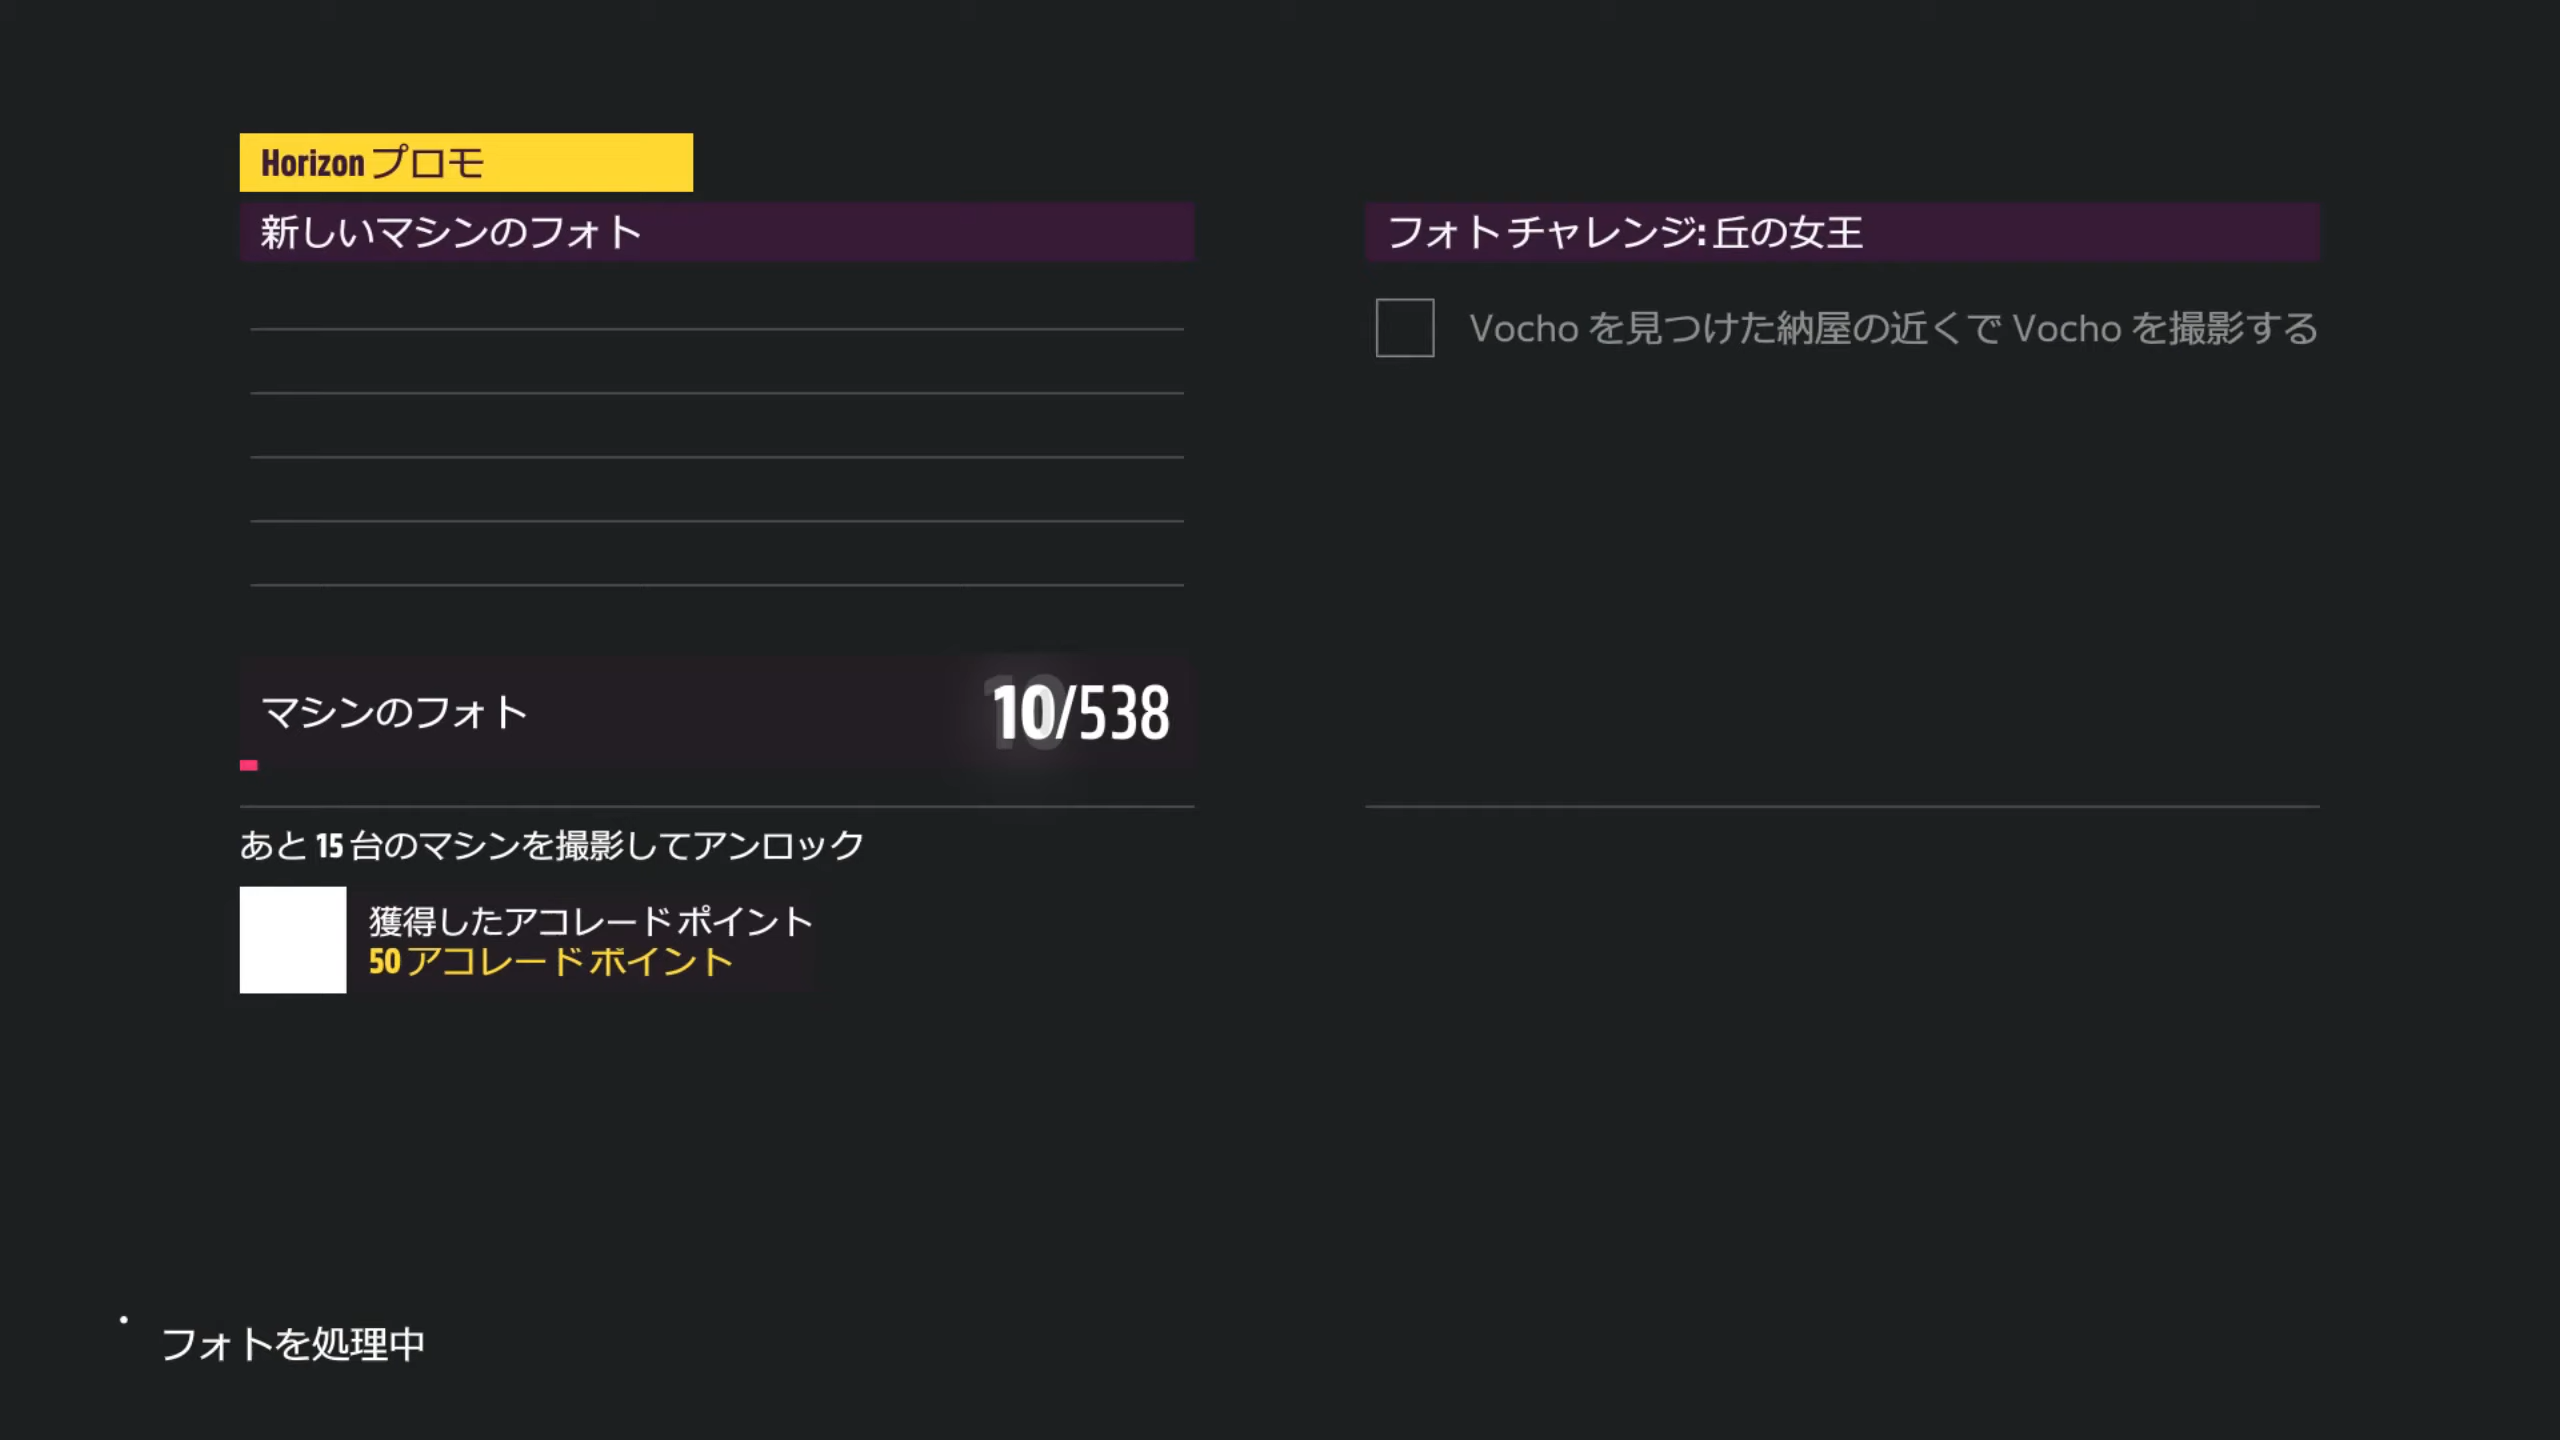 Horizon プロモ
新しいマシンのフォト
マシンのフォト
10/538
あと 15 台のマシンを撮影してアンロック
獲得したアコレード ポイント
50 アコレード ポイント
フォト チャレンジ: 丘の女王
Vocho を見つけた納屋の近くで Vocho を撮影する
フォトを処理中